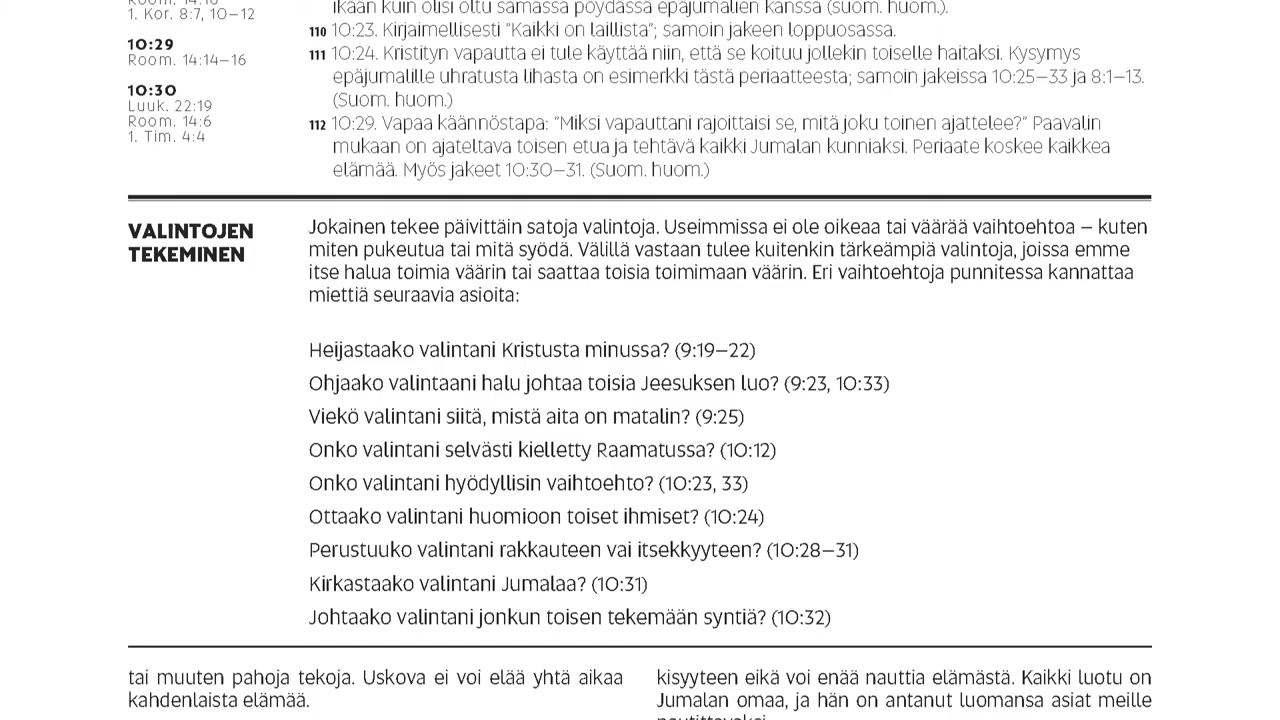 1. Kor. 8:7, 10–12
10:29
Room. 14:14–16
10:30
Luuk. 22:19
Room. 14:6
1. Tim. 4:4
ikään kuin olisi oltu samassa pöydässä epäjumalien kanssa (suom. huom.).
110 10:23. Kirjaimellisesti ”Kaikki on laillista”; samoin jakeen loppuosassa.
111 10:24. Kristityn vapautta ei tule käyttää niin, että se koituu jollekin toiselle haitaksi. Kysymys
epäjumalille uhratusta lihasta on esimerkki tästä periaatteesta; samoin jakeissa 10:25–33 ja 8:1–13.
(Suom. huom.)
112 10:29. Vapaa käännöstapa: ”Miksi vapauttani rajoittaisi se, mitä joku toinen ajattelee?” Paavalin
mukaan on ajateltava toisen etua ja tehtävä kaikki Jumalan kunniaksi. Periaate koskee kaikkea
elämää. Myös jakeet 10:30–31. (Suom. huom.)
VALINTOJEN
TEKEMINEN
Jokainen tekee päivittäin satoja valintoja. Useimmissa ei ole oikeaa tai väärää vaihtoehtoa – kuten
miten pukeutua tai mitä syödä. Välillä vastaan tulee kuitenkin tärkeämpiä valintoja, joissa emme
itse halua toimia väärin tai saattaa toisia toimimaan väärin. Eri vaihtoehtoja punnitessa kannattaa
miettiä seuraavia asioita:
Heijastaako valintani Kristusta minussa? (9:19–22)
Ohjaako valintaani halu johtaa toisia Jeesuksen luo? (9:23, 10:33)
Viekö valintani siitä, mistä aita on matalin? (9:25)
Onko valintani selvästi kielletty Raamatussa? (10:12)
Onko valintani hyödyllisin vaihtoehto? (10:23, 33)
Ottaako valintani huomioon toiset ihmiset? (10:24)
Perustuuko valintani rakkauteen vai itsekkyyteen? (10:28–31)
Kirkastaako valintani Jumalaa? (10:31)
Johtaako valintani jonkun toisen tekemään syntiä? (10:32)
tai muuten pahoja tekoja. Uskova ei voi elää yhtä aikaa
kahdenlaista elämää.
kisyyteen eikä voi enää nauttia elämästä. Kaikki luotu on
Jumalan omaa, ja hän on antanut luomansa asiat meille